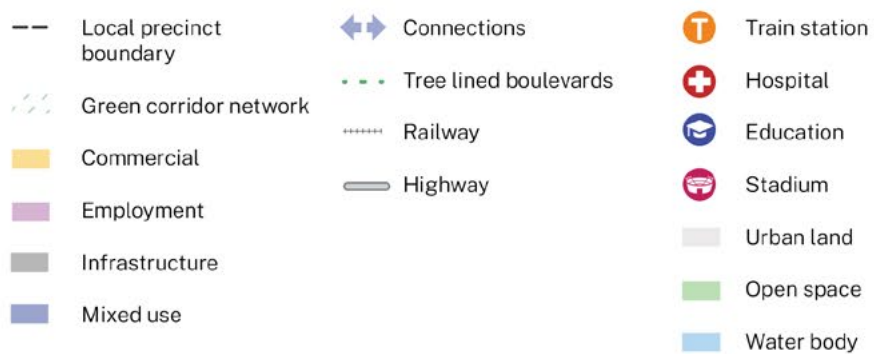 Local precinct
boundary
Green corridor network
Commercial
Employment
Infrastructure
Mixed use
Connections
Tree lined boulevards
Railway
Highway
T
Train station
Hospital
Education
Stadium
Urban land
Open space
Water body